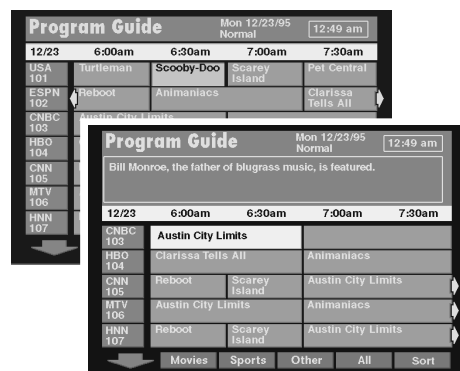 Program Guide
Mon 12/23/95
Normal
12:49 am
12/23 6:00am 6:30am 7:00am 7:30am
USA
101
Turtleman
Scooby-Doo
Scarey
Island
Pet Central
ESPN
102
Reboot
Animaniacs
Clarissa
Tells All
CNBC
103
Austin City Limits
HBO
104
CNN
105
MTV
106
HNN
107
Program Guide
Mon 12/23/95
Normal
12:49 am
Bill Monroe, the father of blugrass music, is featured.
12/23 6:00am 6:30am 7:00am 7:30am
CNBC
103
Austin City Limits
HBO
104
Clarissa Tells All
Animaniacs
CNN
105
Reboot
Scarey
Island
Austin City Limits
MTV
106
Austin City Limits
Animaniacs
HNN
107
Reboot
Scarey
Island
Austin City Limits
Movies Sports Other All Sort